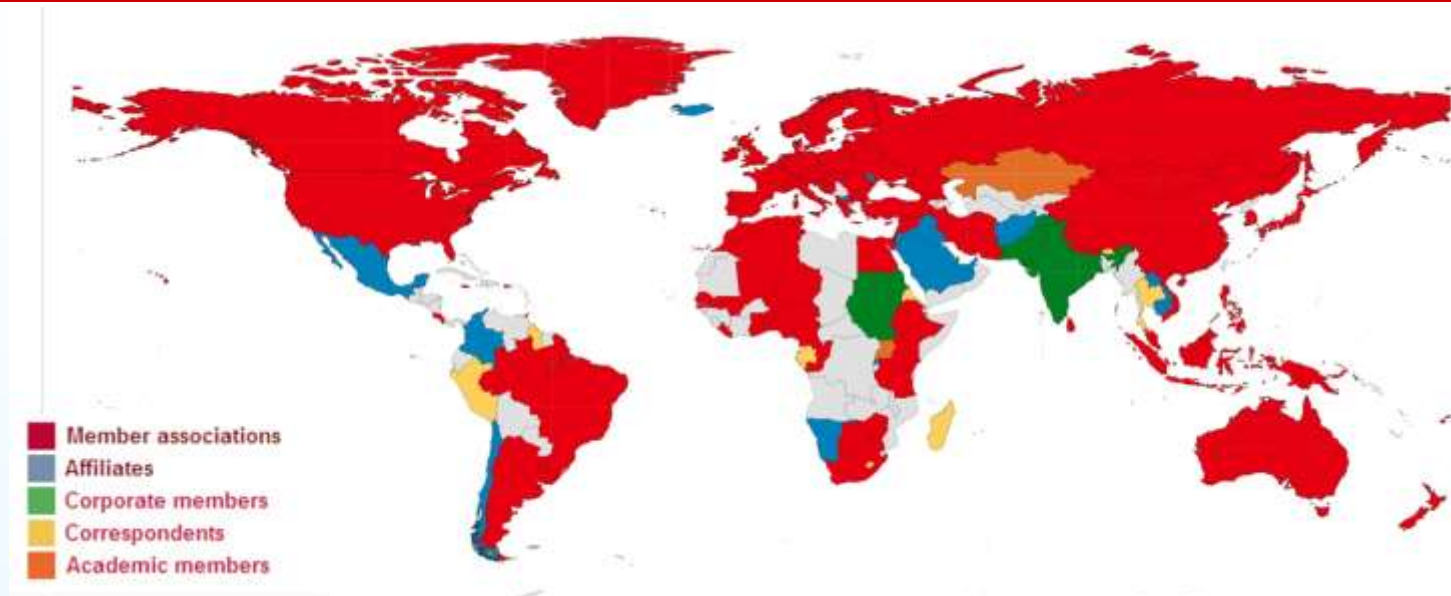 Member associations
Affiliates
Corporate members
Correspondents
Academic members